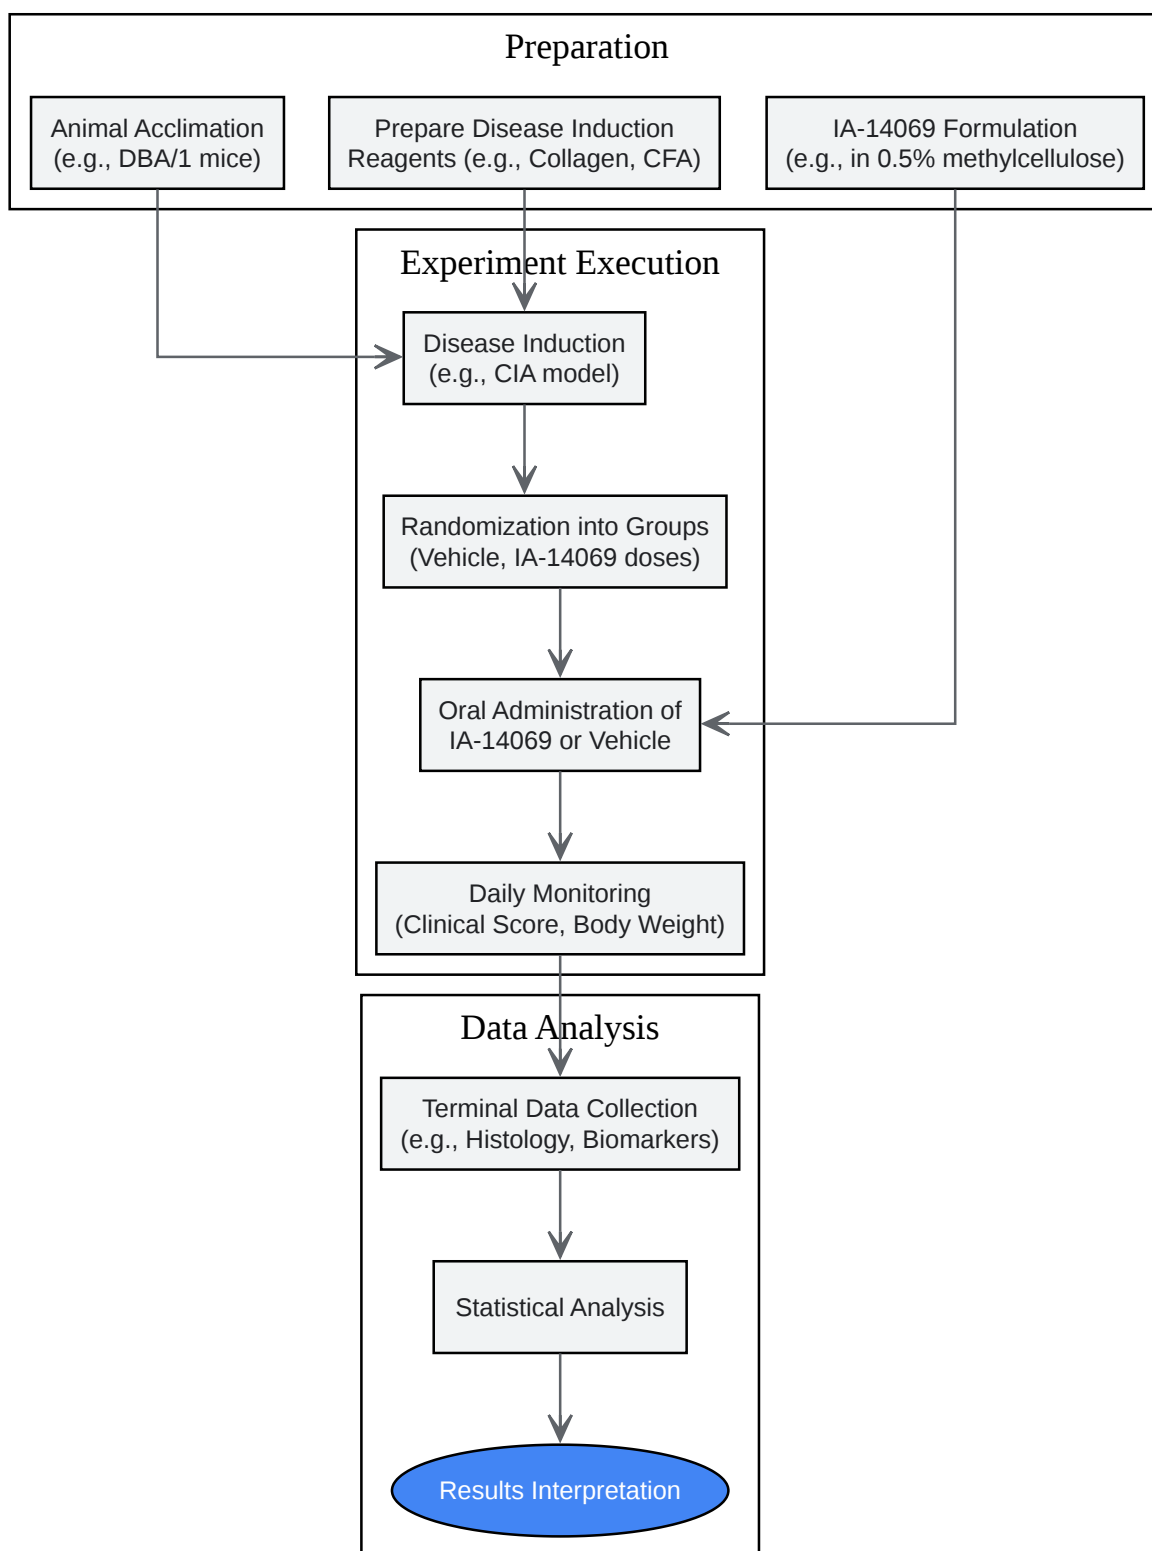 Preparation
Animal Acclimation
(e.g., DBA/1 mice)
Prepare Disease Induction
Reagents (e.g., Collagen, CFA)
IA-14069 Formulation
(e.g., in 0.5% methylcellulose)
Experiment Execution
Disease Induction
(e.g., CIA model)
Randomization into Groups
(Vehicle, IA-14069 doses)
Oral Administration of
IA-14069 or Vehicle
Daily Monitoring
(Clinical Score, Body Weight)
Data Analysis
Terminal Data Collection
(e.g., Histology, Biomarkers)
Statistical Analysis
Results Interpretation